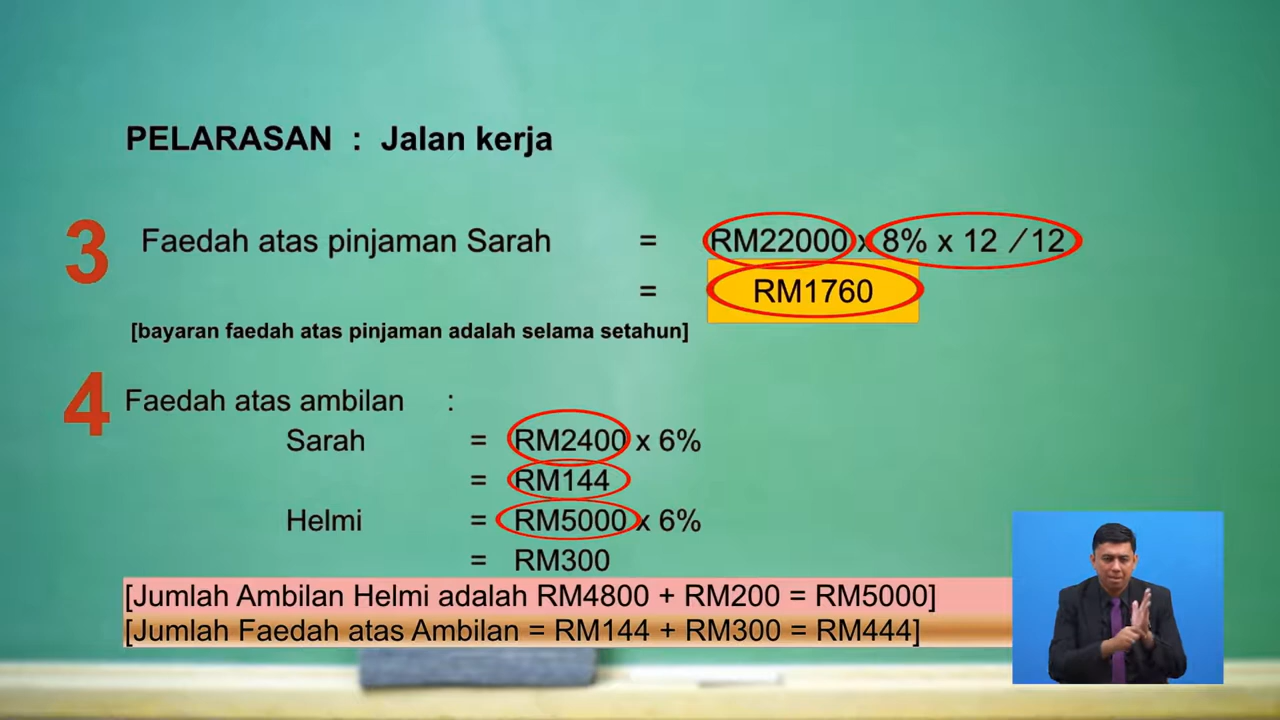 PELARASAN : Jalan kerja
3 Faedah atas pinjaman Sarah = RM22000 x 8% x 12 / 12
= RM1760
[bayaran faedah atas pinjaman adalah selama setahun]
4 Faedah atas ambilan :
Sarah = RM2400 x 6%
= RM144
Helmi = RM5000 x 6%
= RM300
[Jumlah Ambilan Helmi adalah RM4800 + RM200 = RM5000]
[Jumlah Faedah atas Ambilan = RM144 + RM300 = RM444]